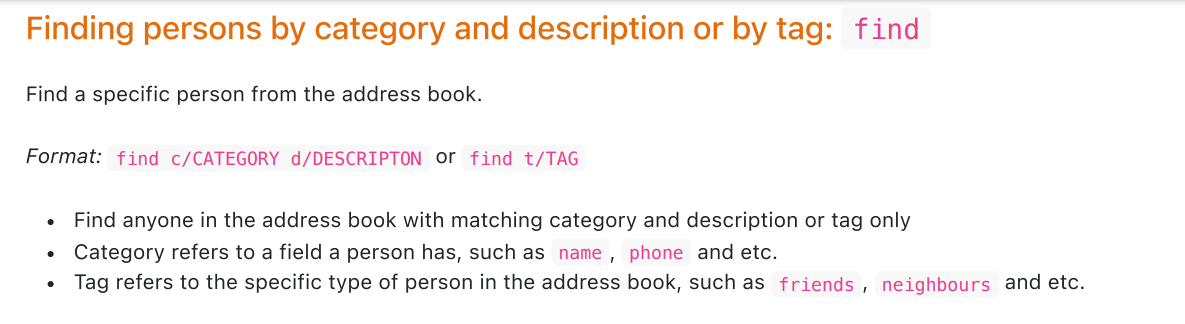 Finding persons by category and description or by tag: find
Find a specific person from the address book.
Format: find c/CATEGORY d/DESCRIPTON or find t/TAG
• Find anyone in the address book with matching category and description or tag only
• Category refers to a field a person has, such as name , phone and etc.
• Tag refers to the specific type of person in the address book, such as friends , neighbours and etc.